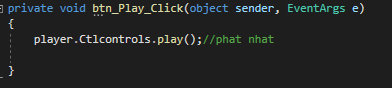 private void btn_Play_Click(object sender, EventArgs e)
{
player.Ctlcontrols.play();//phat nhat
}